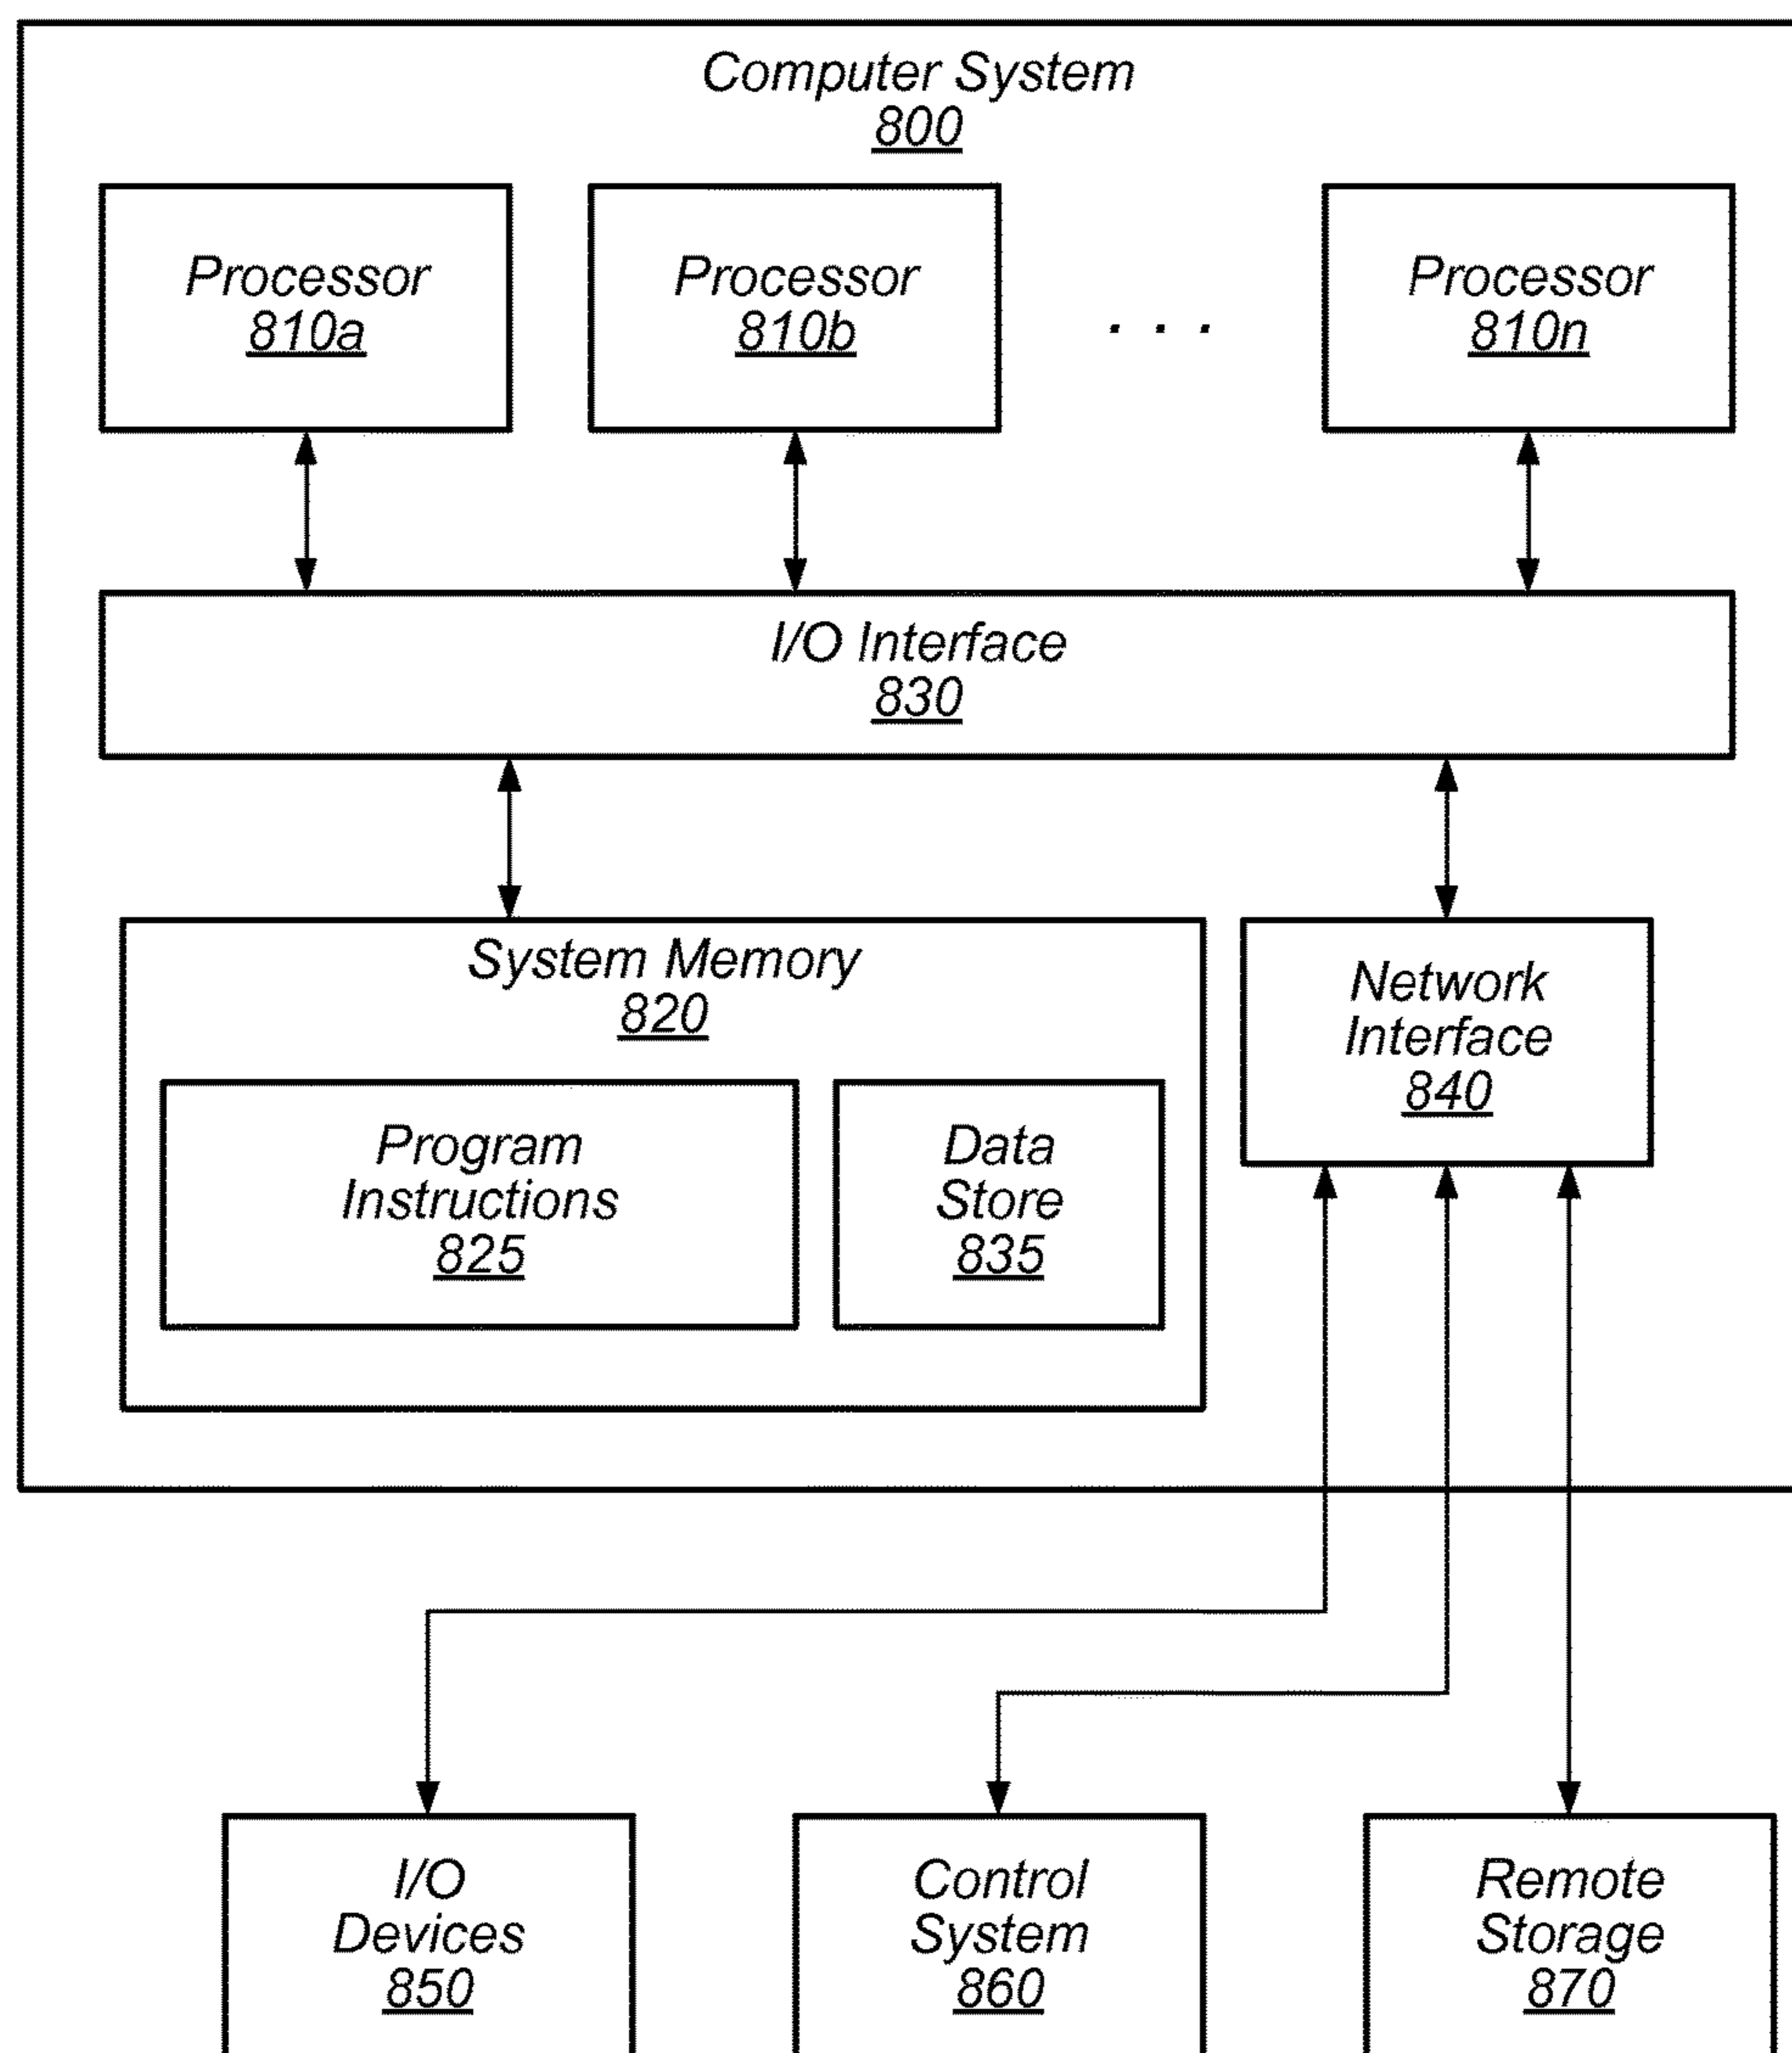 Computer System
800
Processor
810a
Processor
810b
. . .
Processor
810n
I/O Interface
830
System Memory
820
Program
Instructions
825
Data
Store
835
Network
Interface
840
I/O
Devices
850
Control
System
860
Remote
Storage
870